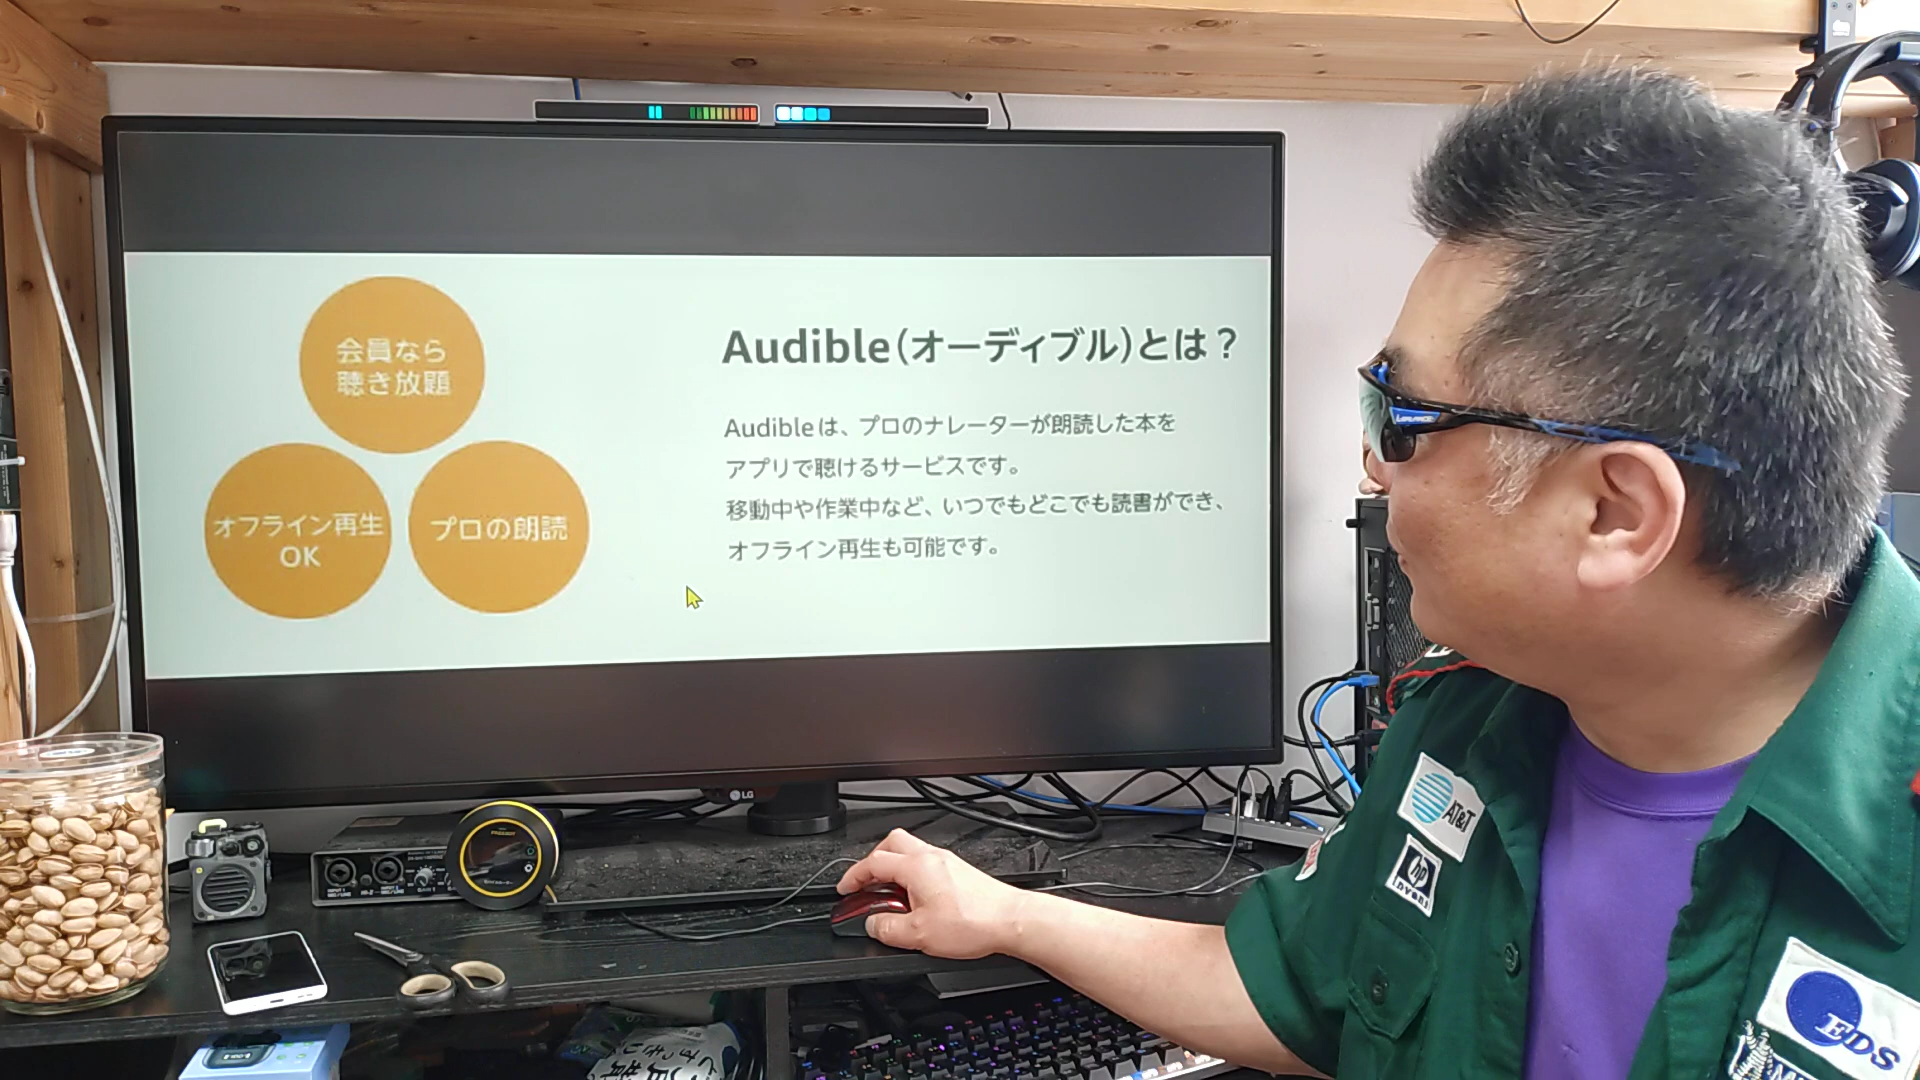 会員なら
聴き放題
オフライン再生
OK
プロの朗読
Audible(オーディブル)とは？
Audibleは、プロのナレーターが朗読した本を
アプリで聴けるサービスです。
移動中や作業中など、いつでもどこでも読書ができ、
オフライン再生も可能です。
LG
INPUT 1
MIC/LINE
AT&T
hp
EDS